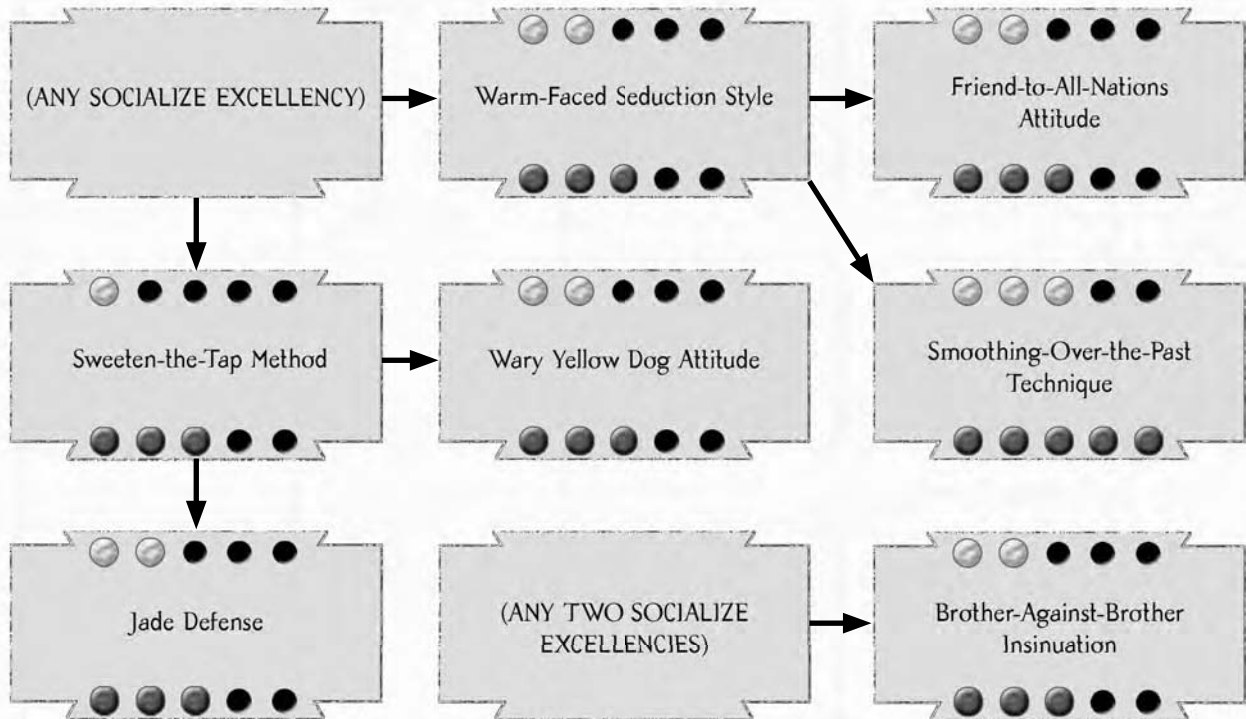 (ANY SOCIALIZE EXCELLENCY)
Warm-Faced Seduction Style
Friend-to-All-Nations
Attitude
Sweeten-the-Tap Method
Wary Yellow Dog Attitude
Smoothing-Over-the-Past
Technique
Jade Defense
(ANY TWO SOCIALIZE
EXCELLENCIES)
Brother-Against-Brother
Insinuation